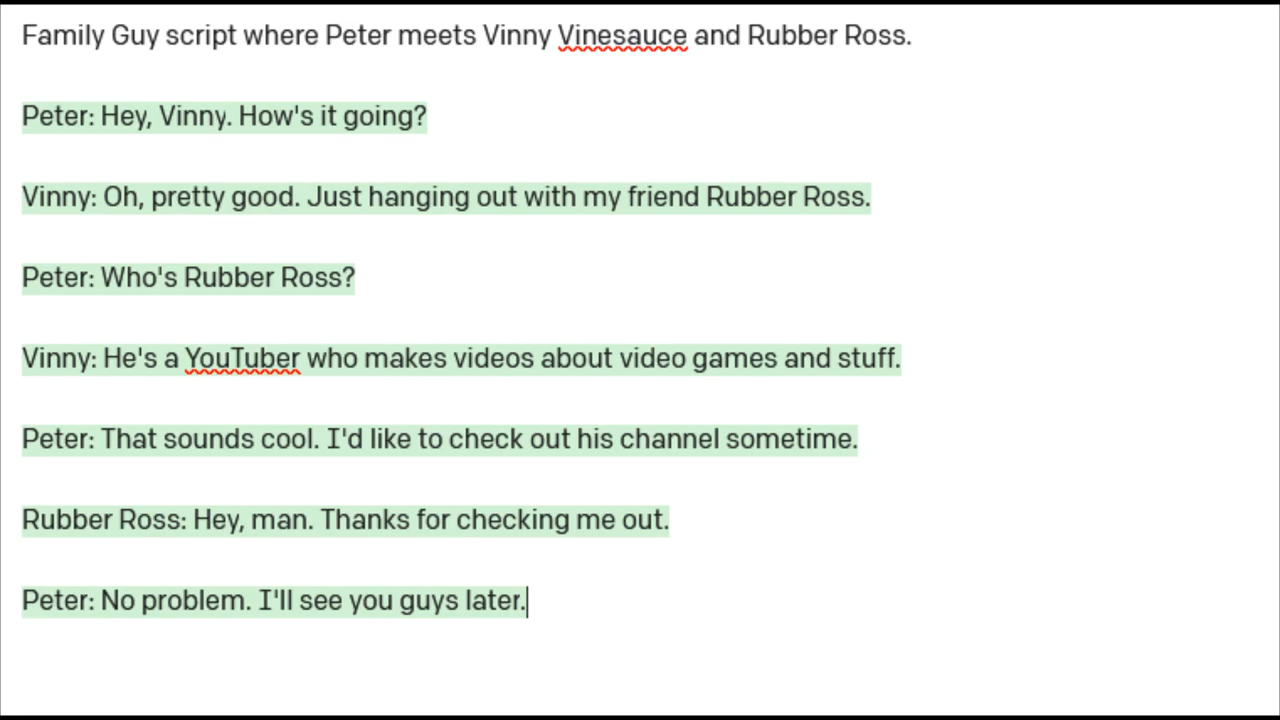 Family Guy script where Peter meets Vinny Vinesauce and Rubber Ross.
Peter: Hey, Vinny. How's it going?
Vinny: Oh, pretty good. Just hanging out with my friend Rubber Ross.
Peter: Who's Rubber Ross?
Vinny: He's a YouTuber who makes videos about video games and stuff.
Peter: That sounds cool. I'd like to check out his channel sometime.
Rubber Ross: Hey, man. Thanks for checking me out.
Peter: No problem. I'll see you guys later.